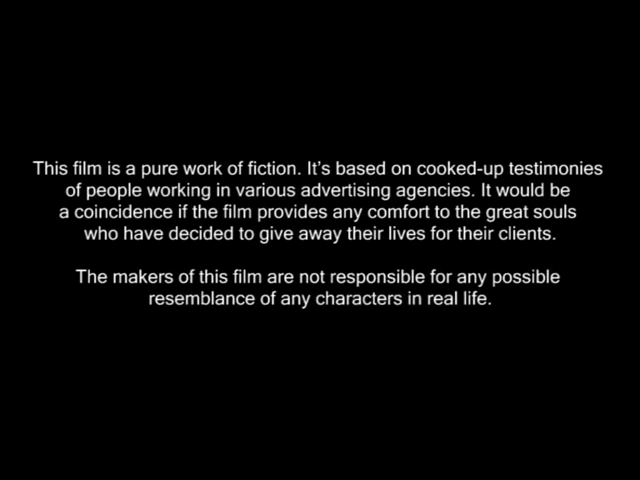 This film is a pure work of fiction. It's based on cooked-up testimonies
of people working in various advertising agencies. It would be
a coincidence if the film provides any comfort to the great souls
who have decided to give away their lives for their clients.
The makers of this film are not responsible for any possible
resemblance of any characters in real life.